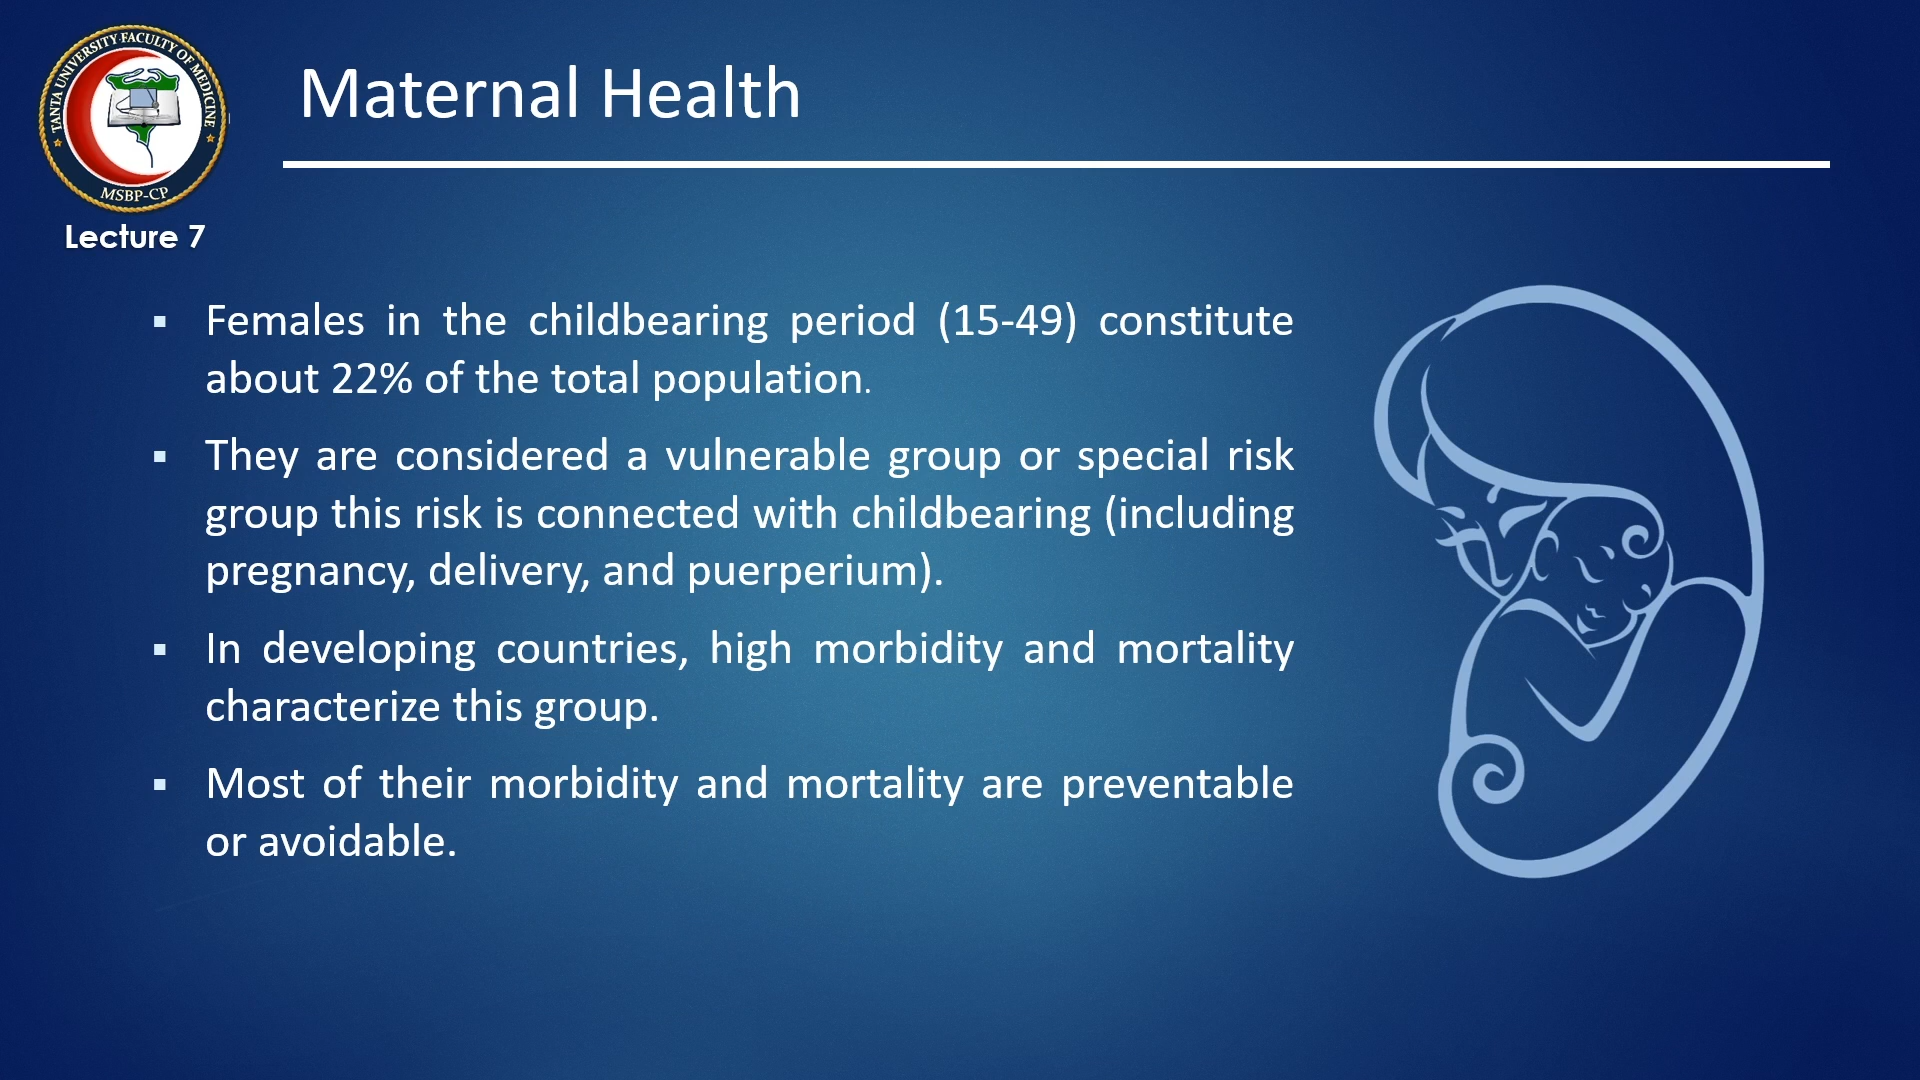 TANTA UNIVERSITY FACULTY OF MEDICINE
MSBP-CP
Lecture 7
Maternal Health
▪ Females in the childbearing period (15-49) constitute
about 22% of the total population.
▪ They are considered a vulnerable group or special risk
group this risk is connected with childbearing (including
pregnancy, delivery, and puerperium).
▪ In developing countries, high morbidity and mortality
characterize this group.
▪ Most of their morbidity and mortality are preventable
or avoidable.